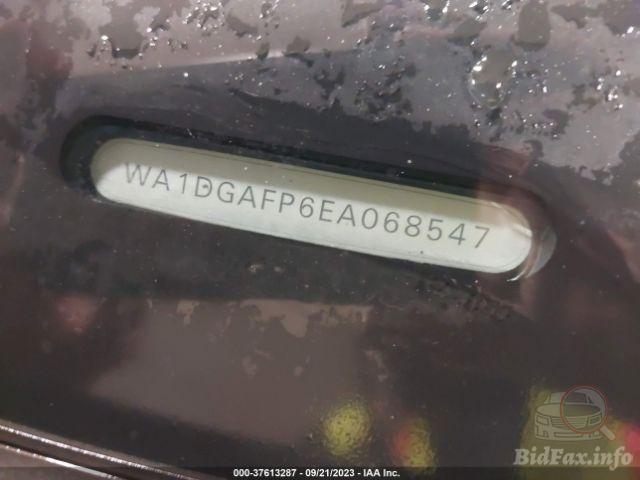 WA1DGAFP6EA068547
000-37613287 - 09/21/2023 - IAA Inc.
BidFax.info